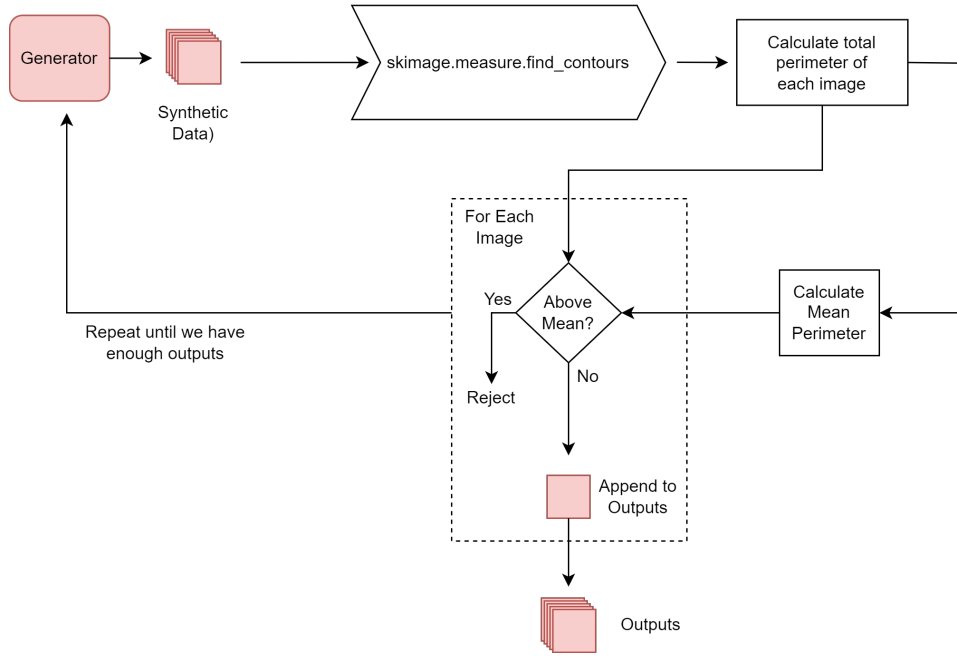 Generator
Synthetic
Data)
skimage.measure.find_contours
Calculate total
perimeter of
each image
For Each
Image
Yes
Above
Mean?
Calculate
Mean
Perimeter
Repeat until we have
enough outputs
No
Reject
Append to
Outputs
Outputs